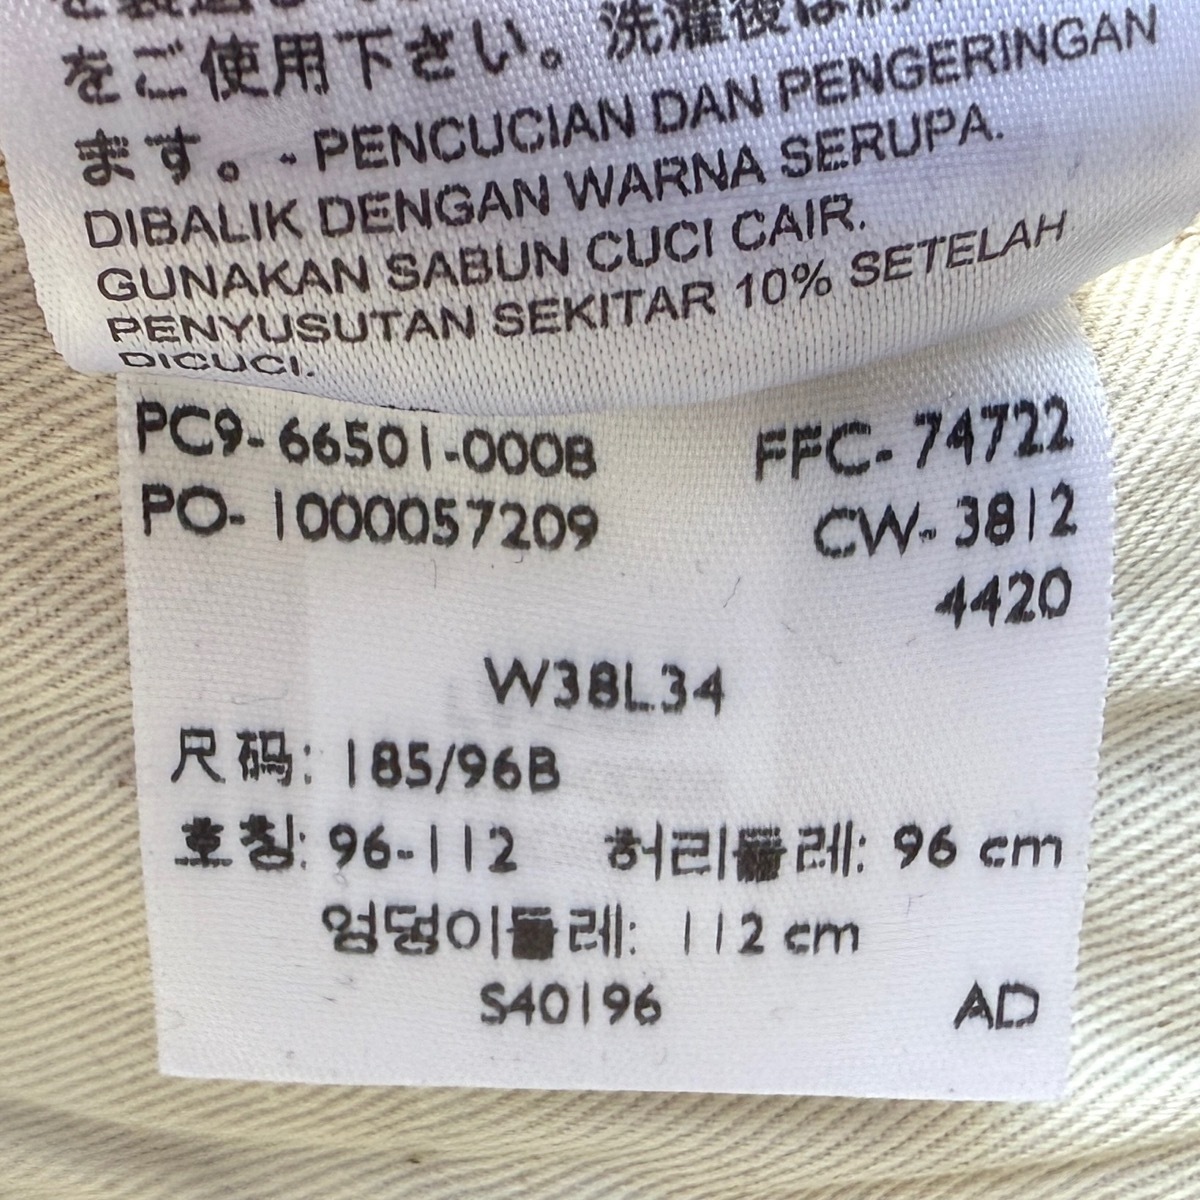 をご使用下さい。洗濯後は
ます。- PENCUCIAN DAN PENGERINGAN
DIBALIK DENGAN WARNA SERUPA.
GUNAKAN SABUN CUCI CAIR.
PENYUSUTAN SEKITAR 10% SETELAH
DICUCI.
PC9-66501-0008 FFC-74722
PO-1000057209 CW-3812
4420
W38L34
尺码: 185/96B
호칭: 96-112 허리둘레: 96 cm
엉덩이둘레: 112 cm
S40196 AD